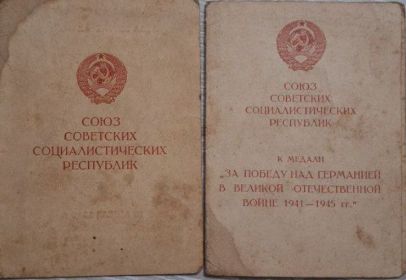 СОЮЗ
СОВЕТСКИХ
СОЦИАЛИСТИЧЕСКИХ
РЕСПУБЛИК
СОЮЗ
СОВЕТСКИХ
СОЦИАЛИСТИЧЕСКИХ
РЕСПУБЛИК
К МЕДАЛИ
„ЗА ПОБЕДУ НАД ГЕРМАНИЕЙ
В ВЕЛИКОЙ ОТЕЧЕСТВЕННОЙ
ВОЙНЕ 1941—1945 гг."